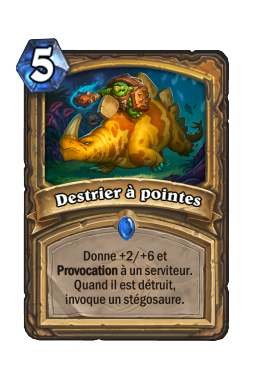 5
Destrier à pointes
Donne +2/+6 et
Provocation à un serviteur.
Quand il est détruit,
invoque un stégosaure.